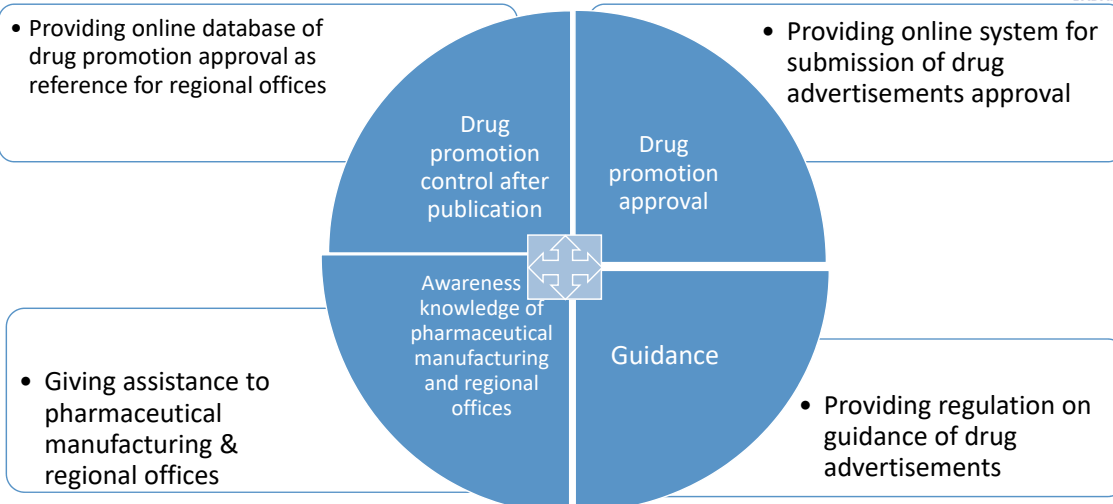 • Providing online database of
drug promotion approval as
reference for regional offices
• Providing online system for
submission of drug
advertisements approval
Drug
promotion
control after
publication
Drug
promotion
approval
Awareness
knowledge of
pharmaceutical
manufacturing
and regional
offices
Guidance
• Giving assistance to
pharmaceutical
manufacturing &
regional offices
• Providing regulation on
guidance of drug
advertisements